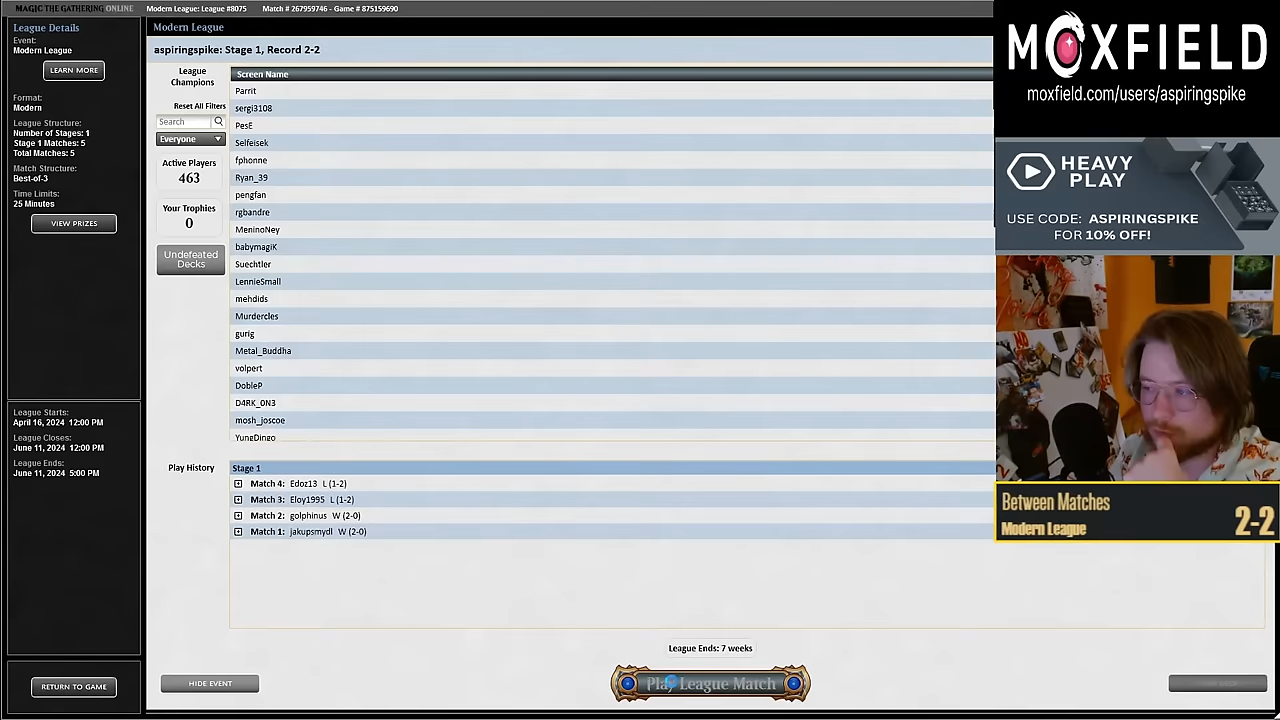 MAGIC THE GATHERING ONLINE
Modern League: League #8075
Match # 267959746 - Game # 875159690
League Details
Event:
Modern League
LEARN MORE
Format:
Modern
League Structure:
Number of Stages: 1
Stage 1 Matches: 5
Total Matches: 5
Match Structure:
Best-of-3
Time Limits:
25 Minutes
VIEW PRIZES
League Starts:
April 16, 2024 12:00 PM
League Closes:
June 11, 2024 12:00 PM
League Ends:
June 11, 2024 5:00 PM
RETURN TO GAME
Modern League
aspiringspike: Stage 1, Record 2-2
League
Champions
Reset All Filters
Search
Everyone
Active Players
463
Your Trophies
0
Undefeated
Decks
Screen Name
Parrit
sergi3108
PesE
Selfeisek
fphonne
Ryan_39
pengfan
rgbandre
MeninoNey
babymagiK
Suechtler
LennieSmall
mehdids
Murdercles
gurig
Metal_Buddha
volpert
DobleP
D4RK_0N3
mosh_joscoe
YungDingo
Play History
Stage 1
Match 4: Edoz13 L (1-2)
Match 3: Eloy1995 L (1-2)
Match 2: golphinus W (2-0)
Match 1: jakupsmydl W (2-0)
League Ends: 7 weeks
HIDE EVENT
Play League Match
MOXFIELD
moxfield.com/users/aspiringspike
HEAVY
PLAY
USE CODE: ASPIRINGSPIKE
FOR 10% OFF!
Between Matches
Modern League
2-2